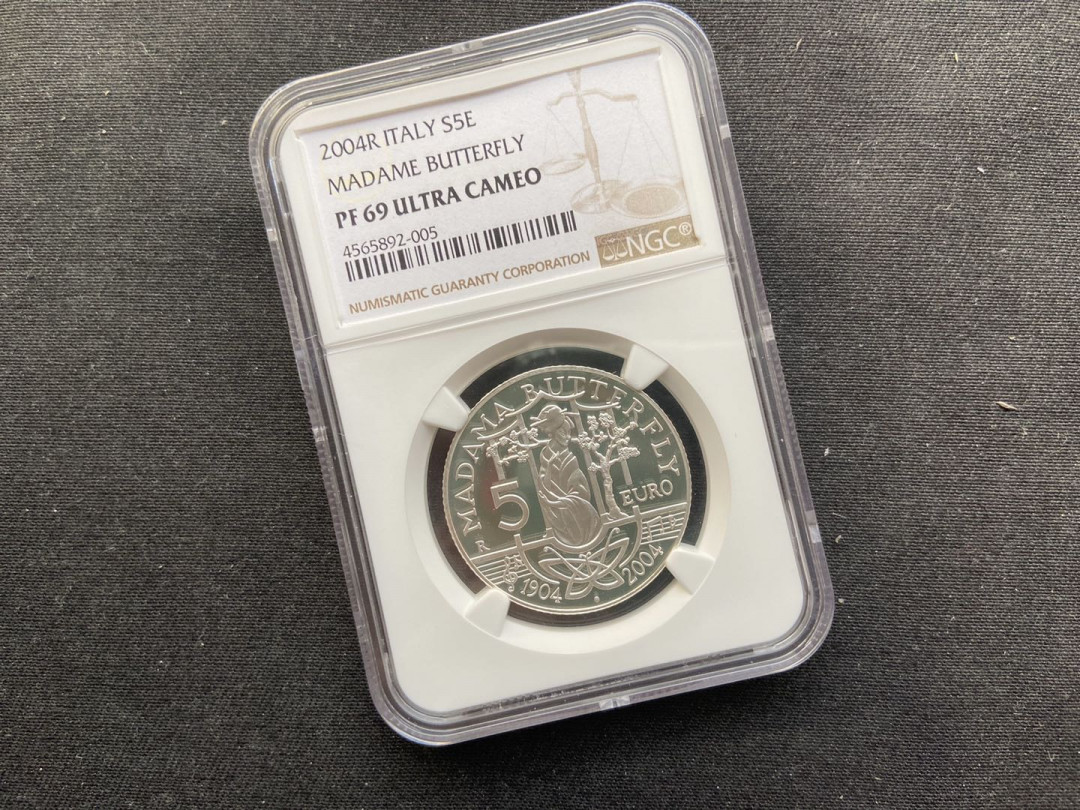 2004R ITALY S5E
MADAME BUTTERFLY
PF 69 ULTRA CAMEO
4565892-005
NUMISMATIC GUARANTY CORPORATION
NGC®
MADAMA BUTTERFLY
5
EURO
R
1904
2004